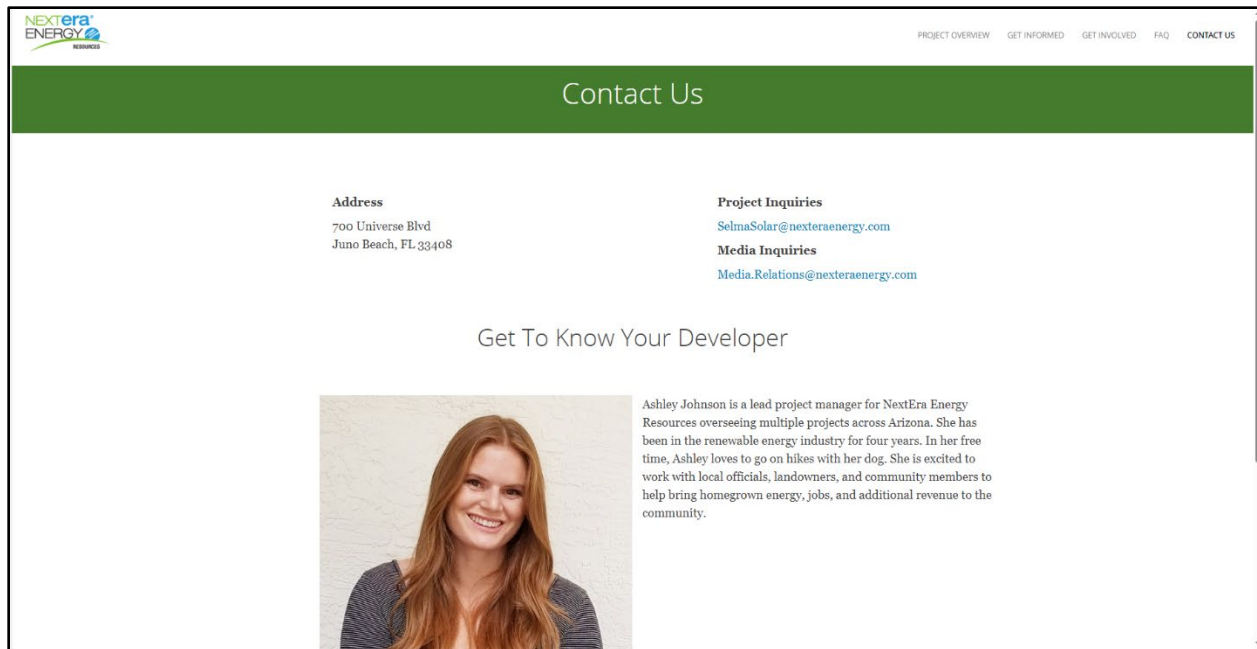 NEXTera®
ENERGY
RESOURCES
PROJECT OVERVIEW GET INFORMED GET INVOLVED FAQ CONTACT US
Contact Us
Address
700 Universe Blvd
Juno Beach, FL 33408
Project Inquiries
SelmaSolar@nexteraenergy.com
Media Inquiries
Media.Relations@nexteraenergy.com
Get To Know Your Developer
Ashley Johnson is a lead project manager for NextEra Energy
Resources overseeing multiple projects across Arizona. She has
been in the renewable energy industry for four years. In her free
time, Ashley loves to go on hikes with her dog. She is excited to
work with local officials, landowners, and community members to
help bring homegrown energy, jobs, and additional revenue to the
community.